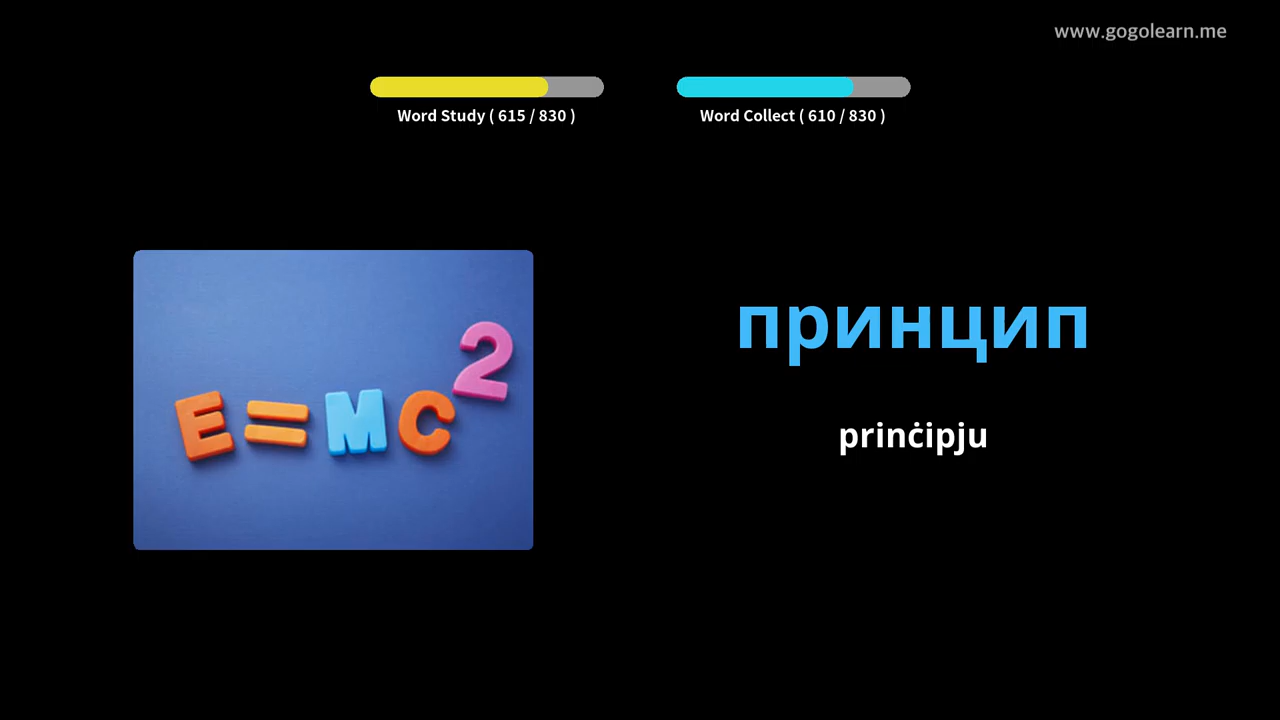 www.gogolearn.me
Word Study ( 615 / 830 )
Word Collect ( 610 / 830 )
E=MC2
принцип
prinċipju